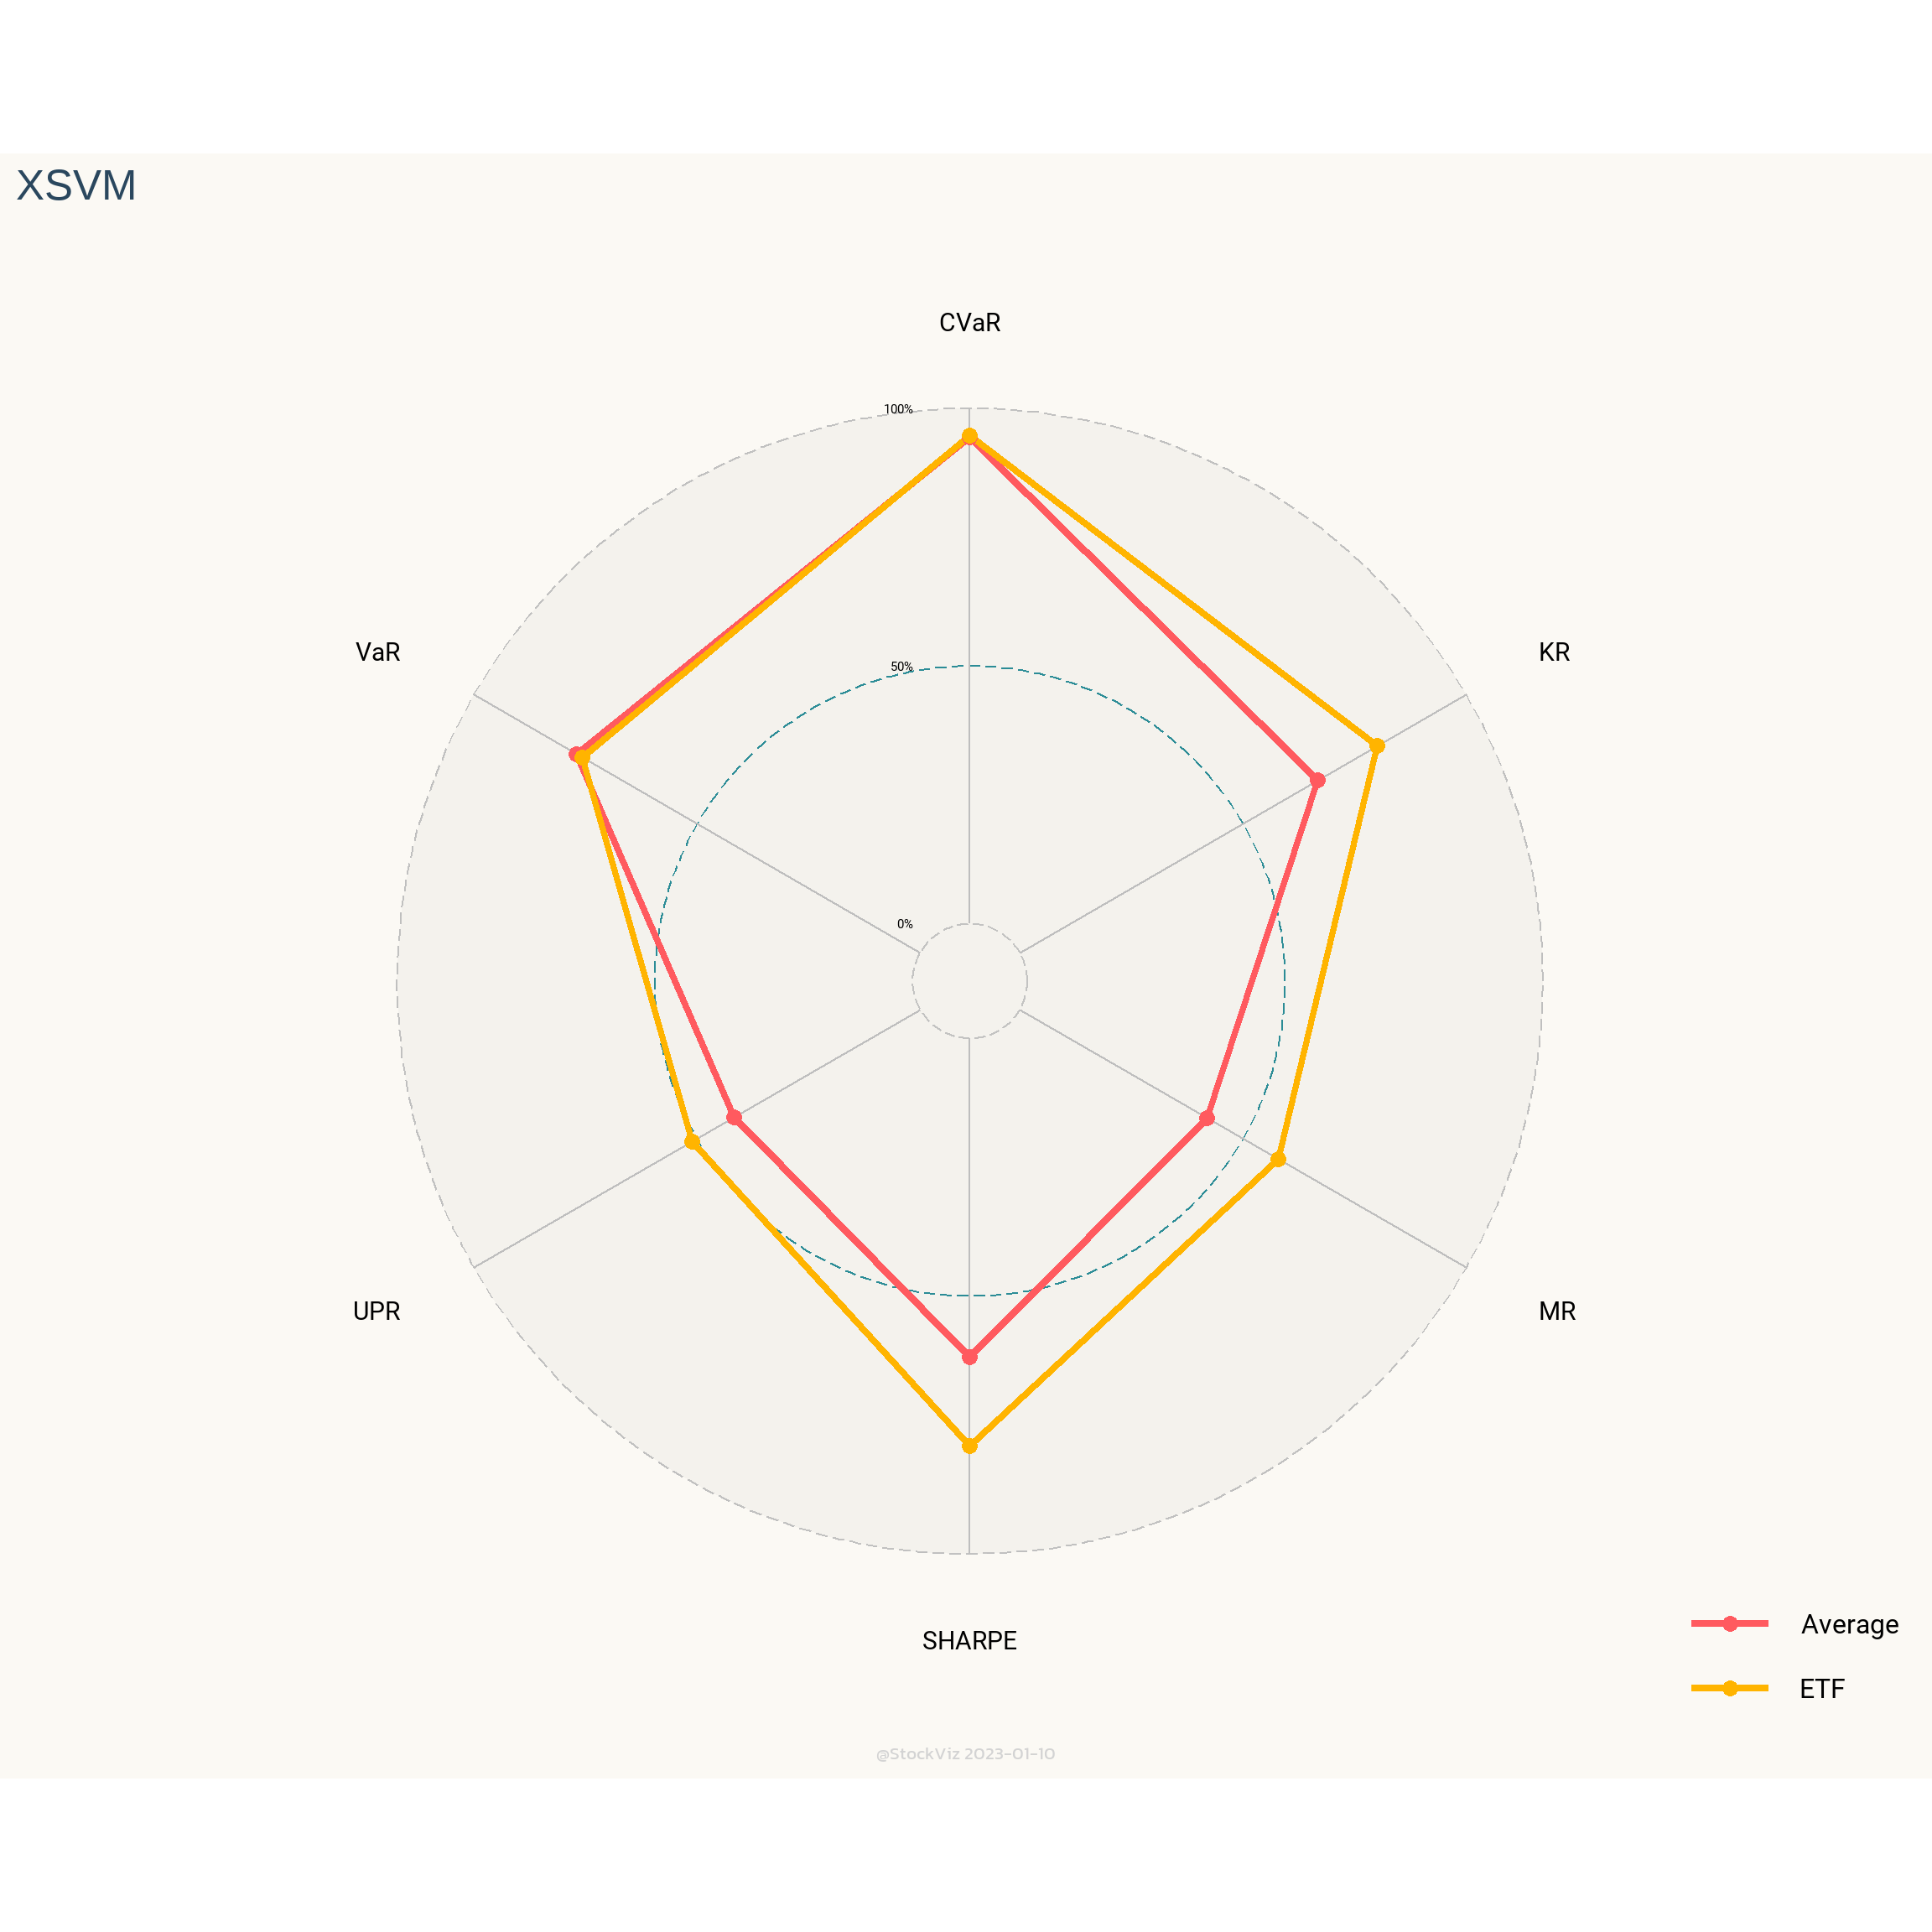 XSVM
CVaR
100%
VaR
KR
50%
0%
UPR
MR
SHARPE
Average
ETF
@StockViz 2023-01-10